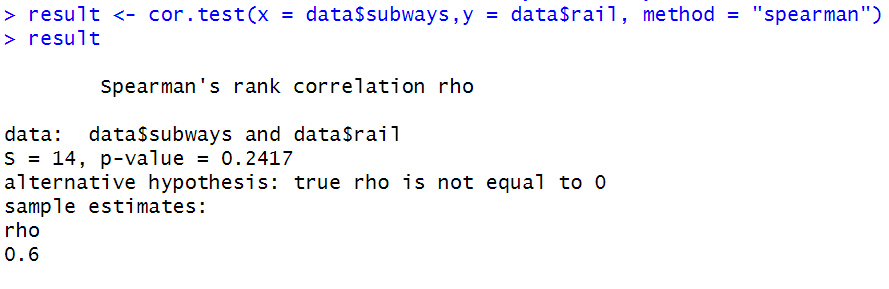 > result <- cor.test(x = data$subways,y = data$rail, method = "spearman")
> result
Spearman's rank correlation rho
data:  data$subways and data$rail
S = 14, p-value = 0.2417
alternative hypothesis: true rho is not equal to 0
sample estimates:
rho
0.6